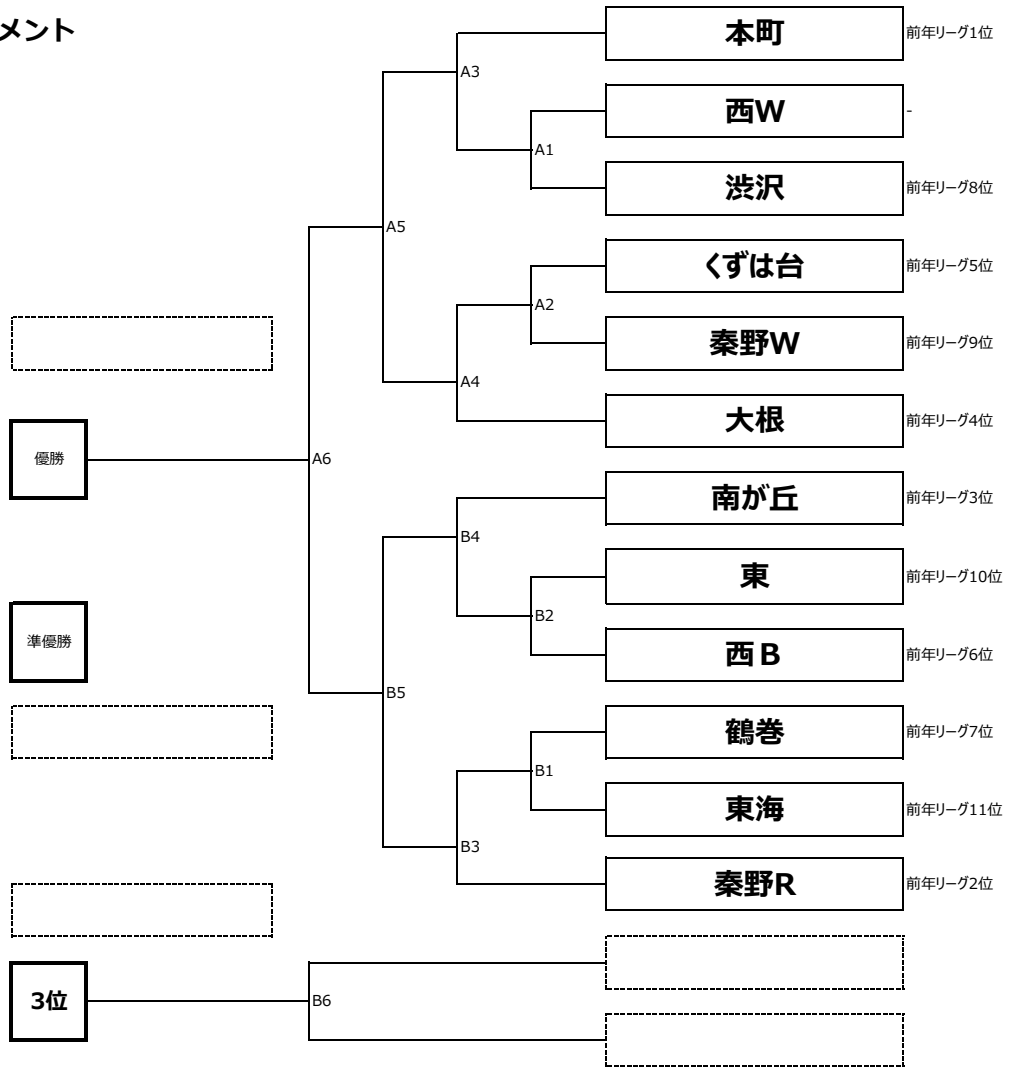 メント
本町 前年リーグ1位
A3
西W -
A1
渋沢 前年リーグ8位
A5
くずは台 前年リーグ5位
A2
秦野W 前年リーグ9位
A4
大根 前年リーグ4位
優勝
A6
南が丘 前年リーグ3位
B4
東 前年リーグ10位
B2
準優勝
西B 前年リーグ6位
B5
鶴巻 前年リーグ7位
B1
東海 前年リーグ11位
B3
秦野R 前年リーグ2位
3位
B6